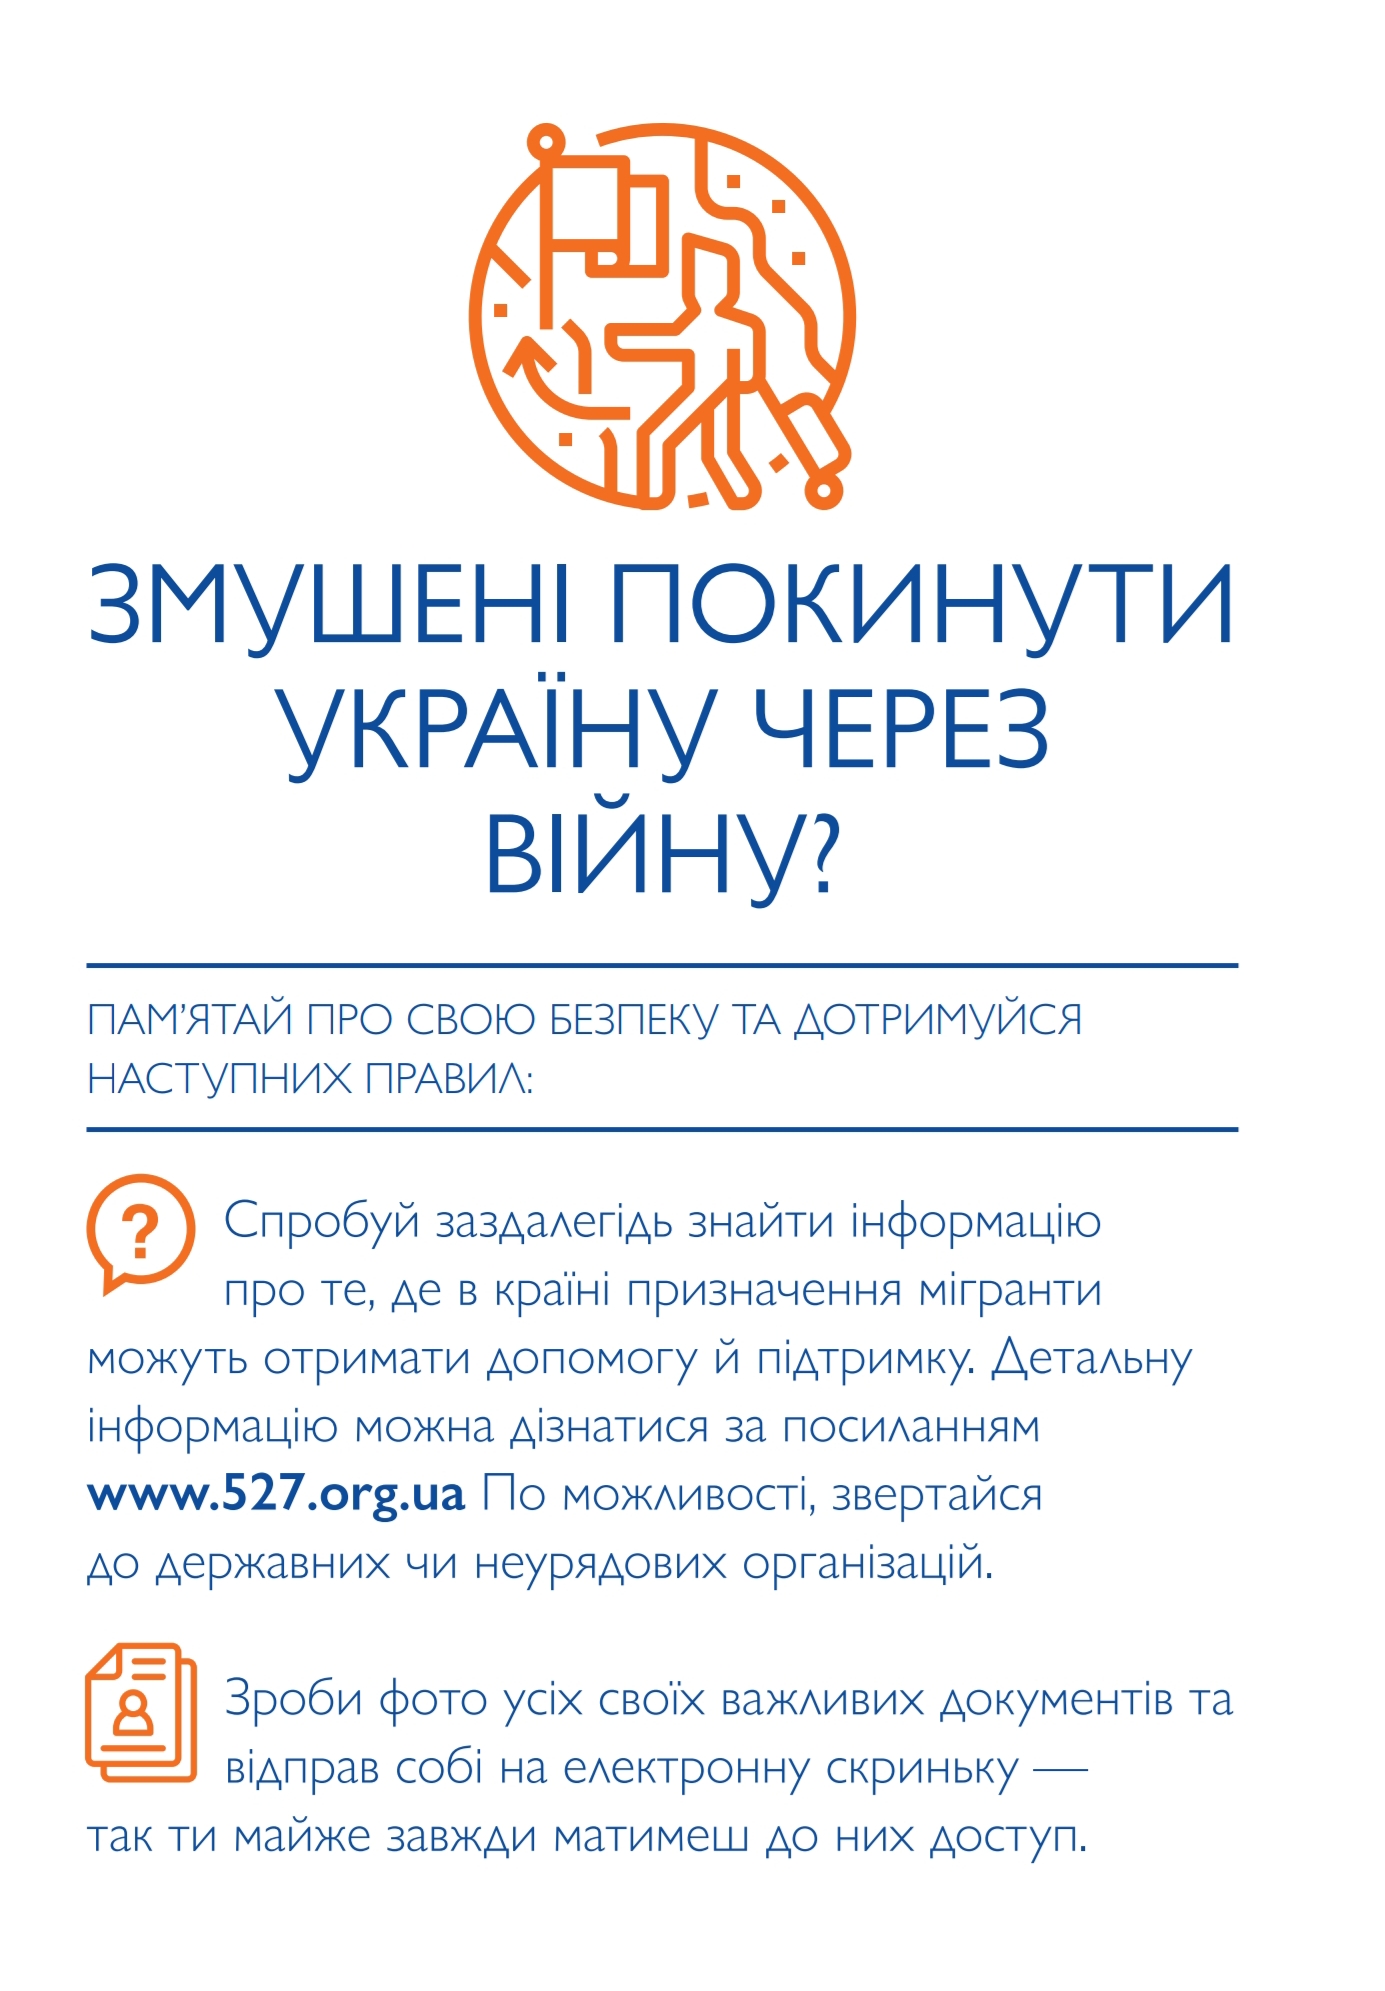 ЗМУШЕНІ ПОКИНУТИ
УКРАЇНУ ЧЕРЕЗ
ВІЙНУ?
ПАМ’ЯТАЙ ПРО СВОЮ БЕЗПЕКУ ТА ДОТРИМУЙСЯ
НАСТУПНИХ ПРАВИЛ:
?
Спробуй заздалегідь знайти інформацію
про те, де в країні призначення мігранти
можуть отримати допомогу й підтримку. Детальну
інформацію можна дізнатися за посиланням
www.527.org.ua По можливості, звертайся
до державних чи неурядових організацій.
Зроби фото усіх своїх важливих документів та
відправ собі на електронну скриньку —
так ти майже завжди матимеш до них доступ.